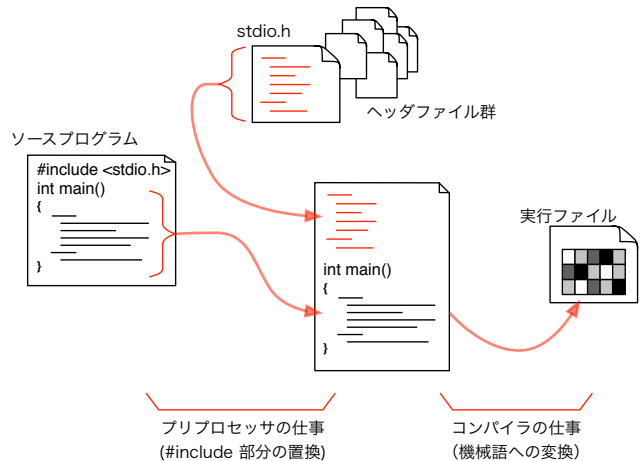 stdio.h
ヘッダファイル群
ソースプログラム
#include <stdio.h>
int main()
{
}
int main()
{
}
実行ファイル
プリプロセッサの仕事
(#include 部分の置換)
コンパイラの仕事
(機械語への変換)